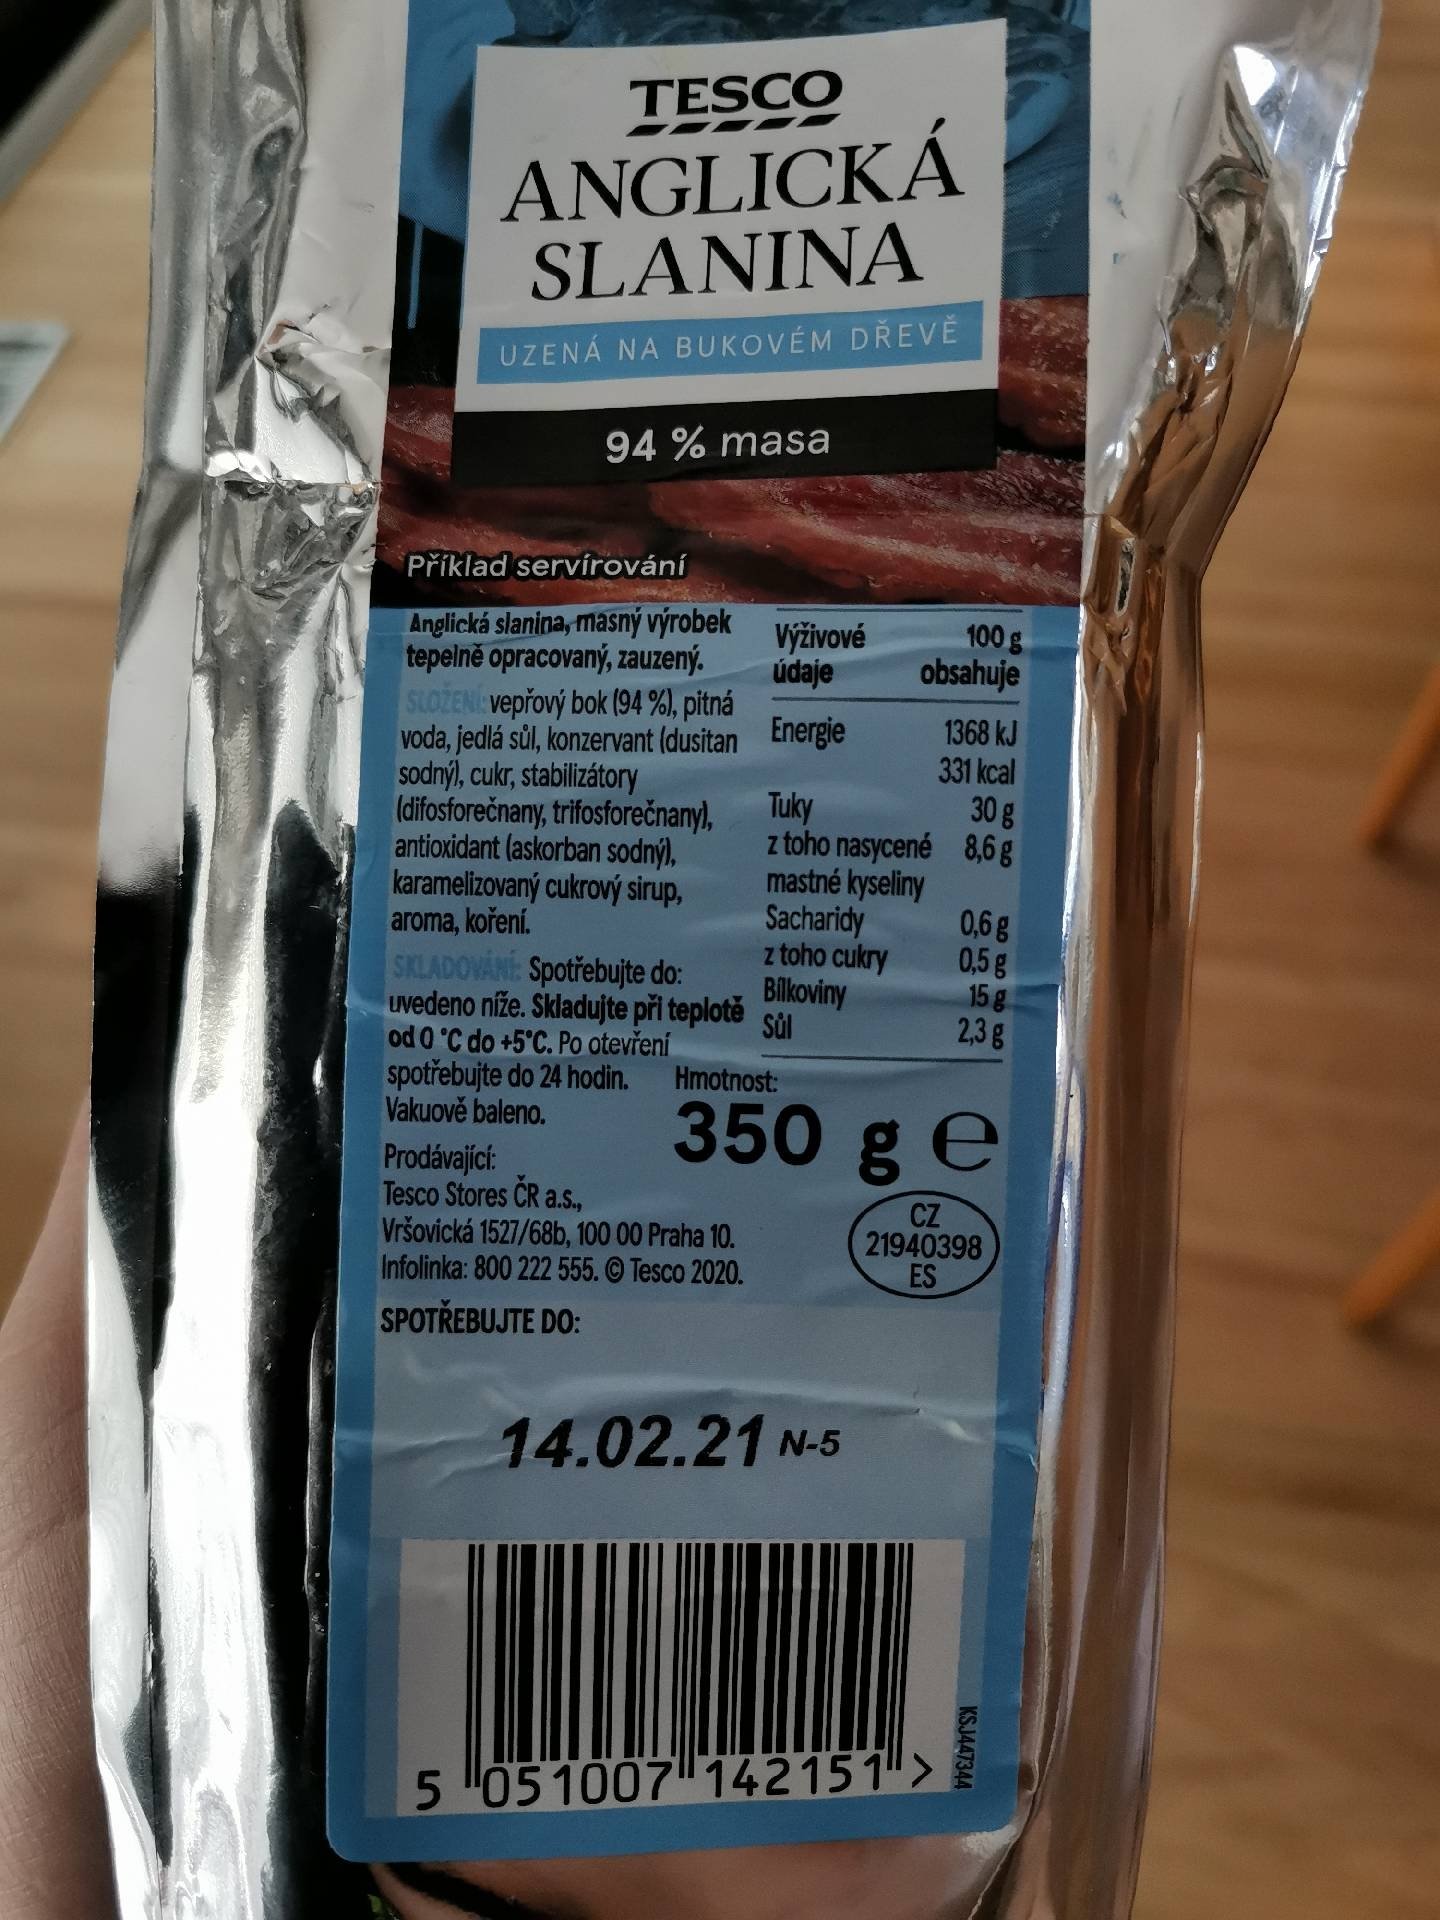 TESCO
ANGLICKÁ
SLANINA
UZENÁ NA BUKOVÉM DŘEVĚ
94 % masa
Příklad servírování
Anglická slanina, masný výrobek
tepelně opracovaný, zauzený.
SLOŽENÍ: vepřový bok (94 %), pitná
voda, jedlá sůl, konzervant (dusitan
sodný), cukr, stabilizátory
(difosforečnany, trifosforečnany),
antioxidant (askorban sodný),
karamelizovaný cukrový sirup,
aroma, koření.
SKLADOVÁNÍ: Spotřebujte do:
uvedeno níže. Skladujte při teplotě
od 0 °C do +5°C. Po otevření
spotřebujte do 24 hodin.
Vakuově baleno.
Prodávající:
Tesco Stores ČR a.s.,
Vršovická 1527/68b, 100 00 Praha 10.
Infolinka: 800 222 555. © Tesco 2020.
Výživové 100 g
údaje obsahuje
Energie 1368 kJ
331 kcal
Tuky 30 g
z toho nasycené 8,6 g
mastné kyseliny
Sacharidy 0,6 g
z toho cukry 0,5 g
Bílkoviny 15 g
Sůl 2,3 g
Hmotnost:
350 g e
CZ
21940398
ES
SPOTŘEBUJTE DO:
14.02.21 N-5
5 051007 142151 >
KSJ447344